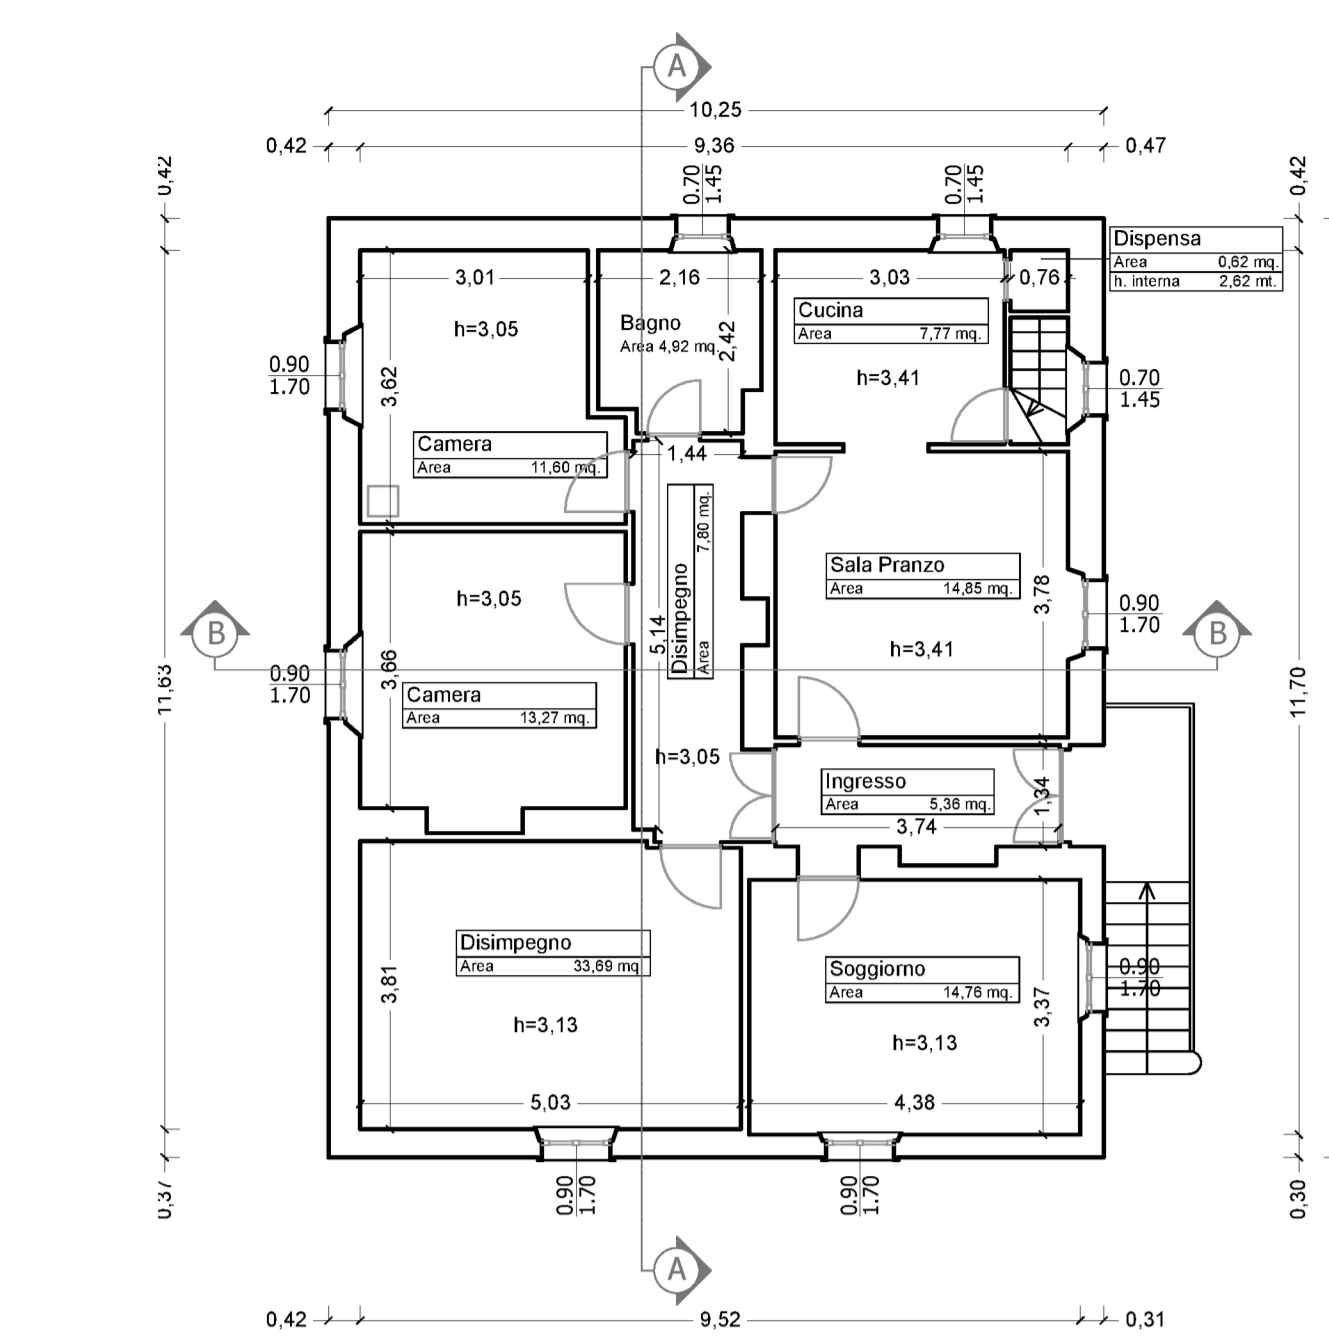 A
10,25
0,42
9,36
0,47
0,42
0,42
0.70
1.45
0.70
1.45
Dispensa
Area 0,62 mq.
h. interna 2,62 mt.
3,01
2,16
3,03
0,76
h=3,05
Bagno
Area 4,92 mq.
2,42
Cucina
Area 7,77 mq.
h=3,41
0.90
1.70
3,62
0.70
1.45
Camera
Area 11,60 mq.
1,44
Disimpegno
Area 7,80 mq.
5,14
Sala Pranzo
Area 14,85 mq.
3,78
h=3,41
0.90
1.70
h=3,05
B
B
0.90
1.70
3,66
Camera
Area 13,27 mq.
11,63
11,70
h=3,05
Ingresso
Area 5,36 mq.
1,34
3,74
Disimpegno
Area 33,69 mq
3,81
h=3,13
Soggiorno
Area 14,76 mq.
3,37
h=3,13
0.90
1.70
5,03
4,38
0.90
1.70
0.90
1.70
0,37
0,30
A
0,42
9,52
0,31